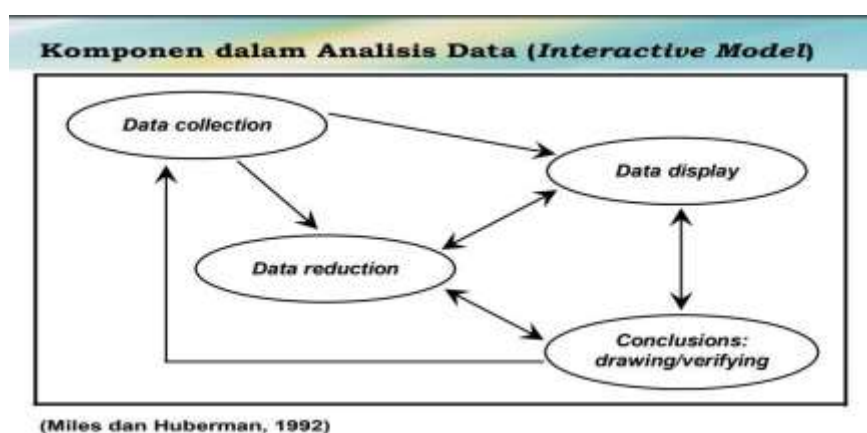 Komponen dalam Analisis Data (Interactive Model)
Data collection
Data display
Data reduction
Conclusions:
drawing/verifying
(Miles dan Huberman, 1992)